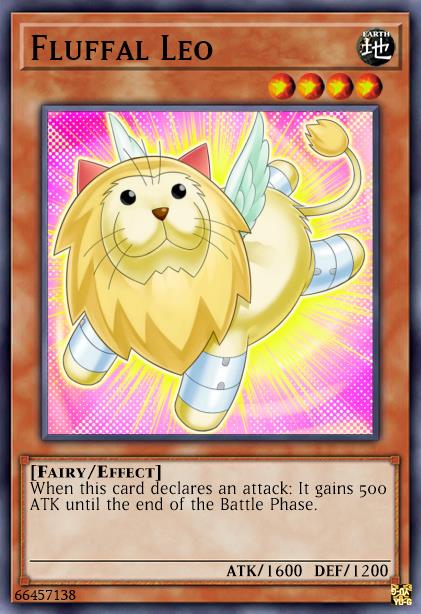 Fluffal Leo
EARTH
地
[Fairy/Effect]
When this card declares an attack: It gains 500
ATK until the end of the Battle Phase.
ATK/1600 DEF/1200
66457138